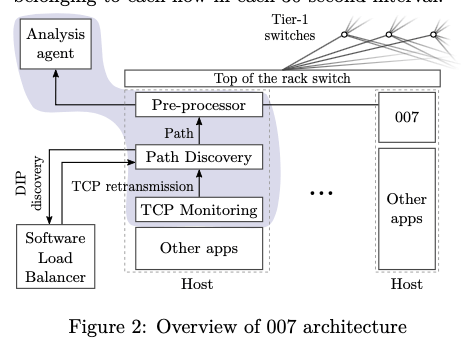 belonging to each flow in each 30 second interval.
Tier-1
switches
Analysis
agent
Top of the rack switch
Pre-processor
007
Path
Path Discovery
DIP
discovery
TCP retransmission
TCP Monitoring
...
Other
apps
Software
Load
Balancer
Other apps
Host
Host
Figure 2: Overview of 007 architecture